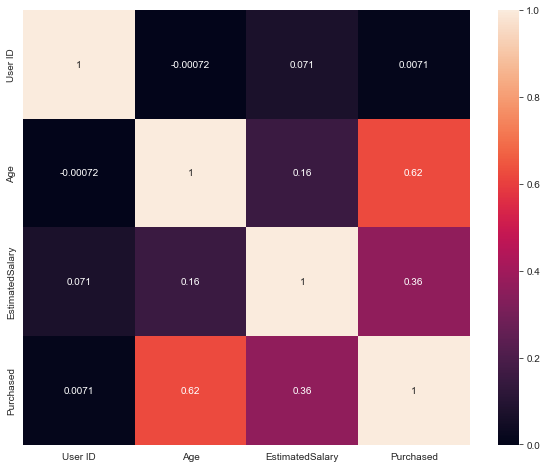 User ID 1 -0.00072 0.071 0.0071
Age -0.00072 1 0.16 0.62
EstimatedSalary 0.071 0.16 1 0.36
Purchased 0.0071 0.62 0.36 1
User ID Age EstimatedSalary Purchased
1.0
0.8
0.6
0.4
0.2
0.0